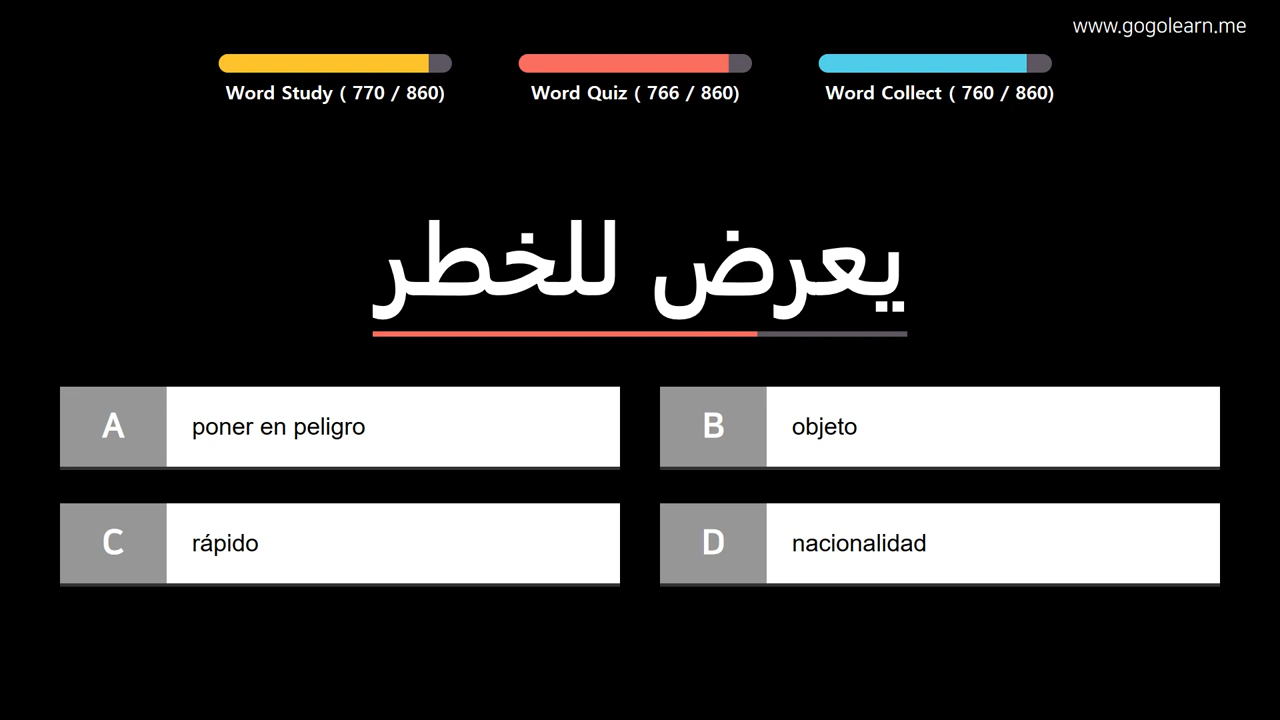 www.gogolearn.me
Word Study ( 770 / 860)
Word Quiz ( 766 / 860)
Word Collect ( 760 / 860)
يعرض للخطر
A poner en peligro
B objeto
C rápido
D nacionalidad